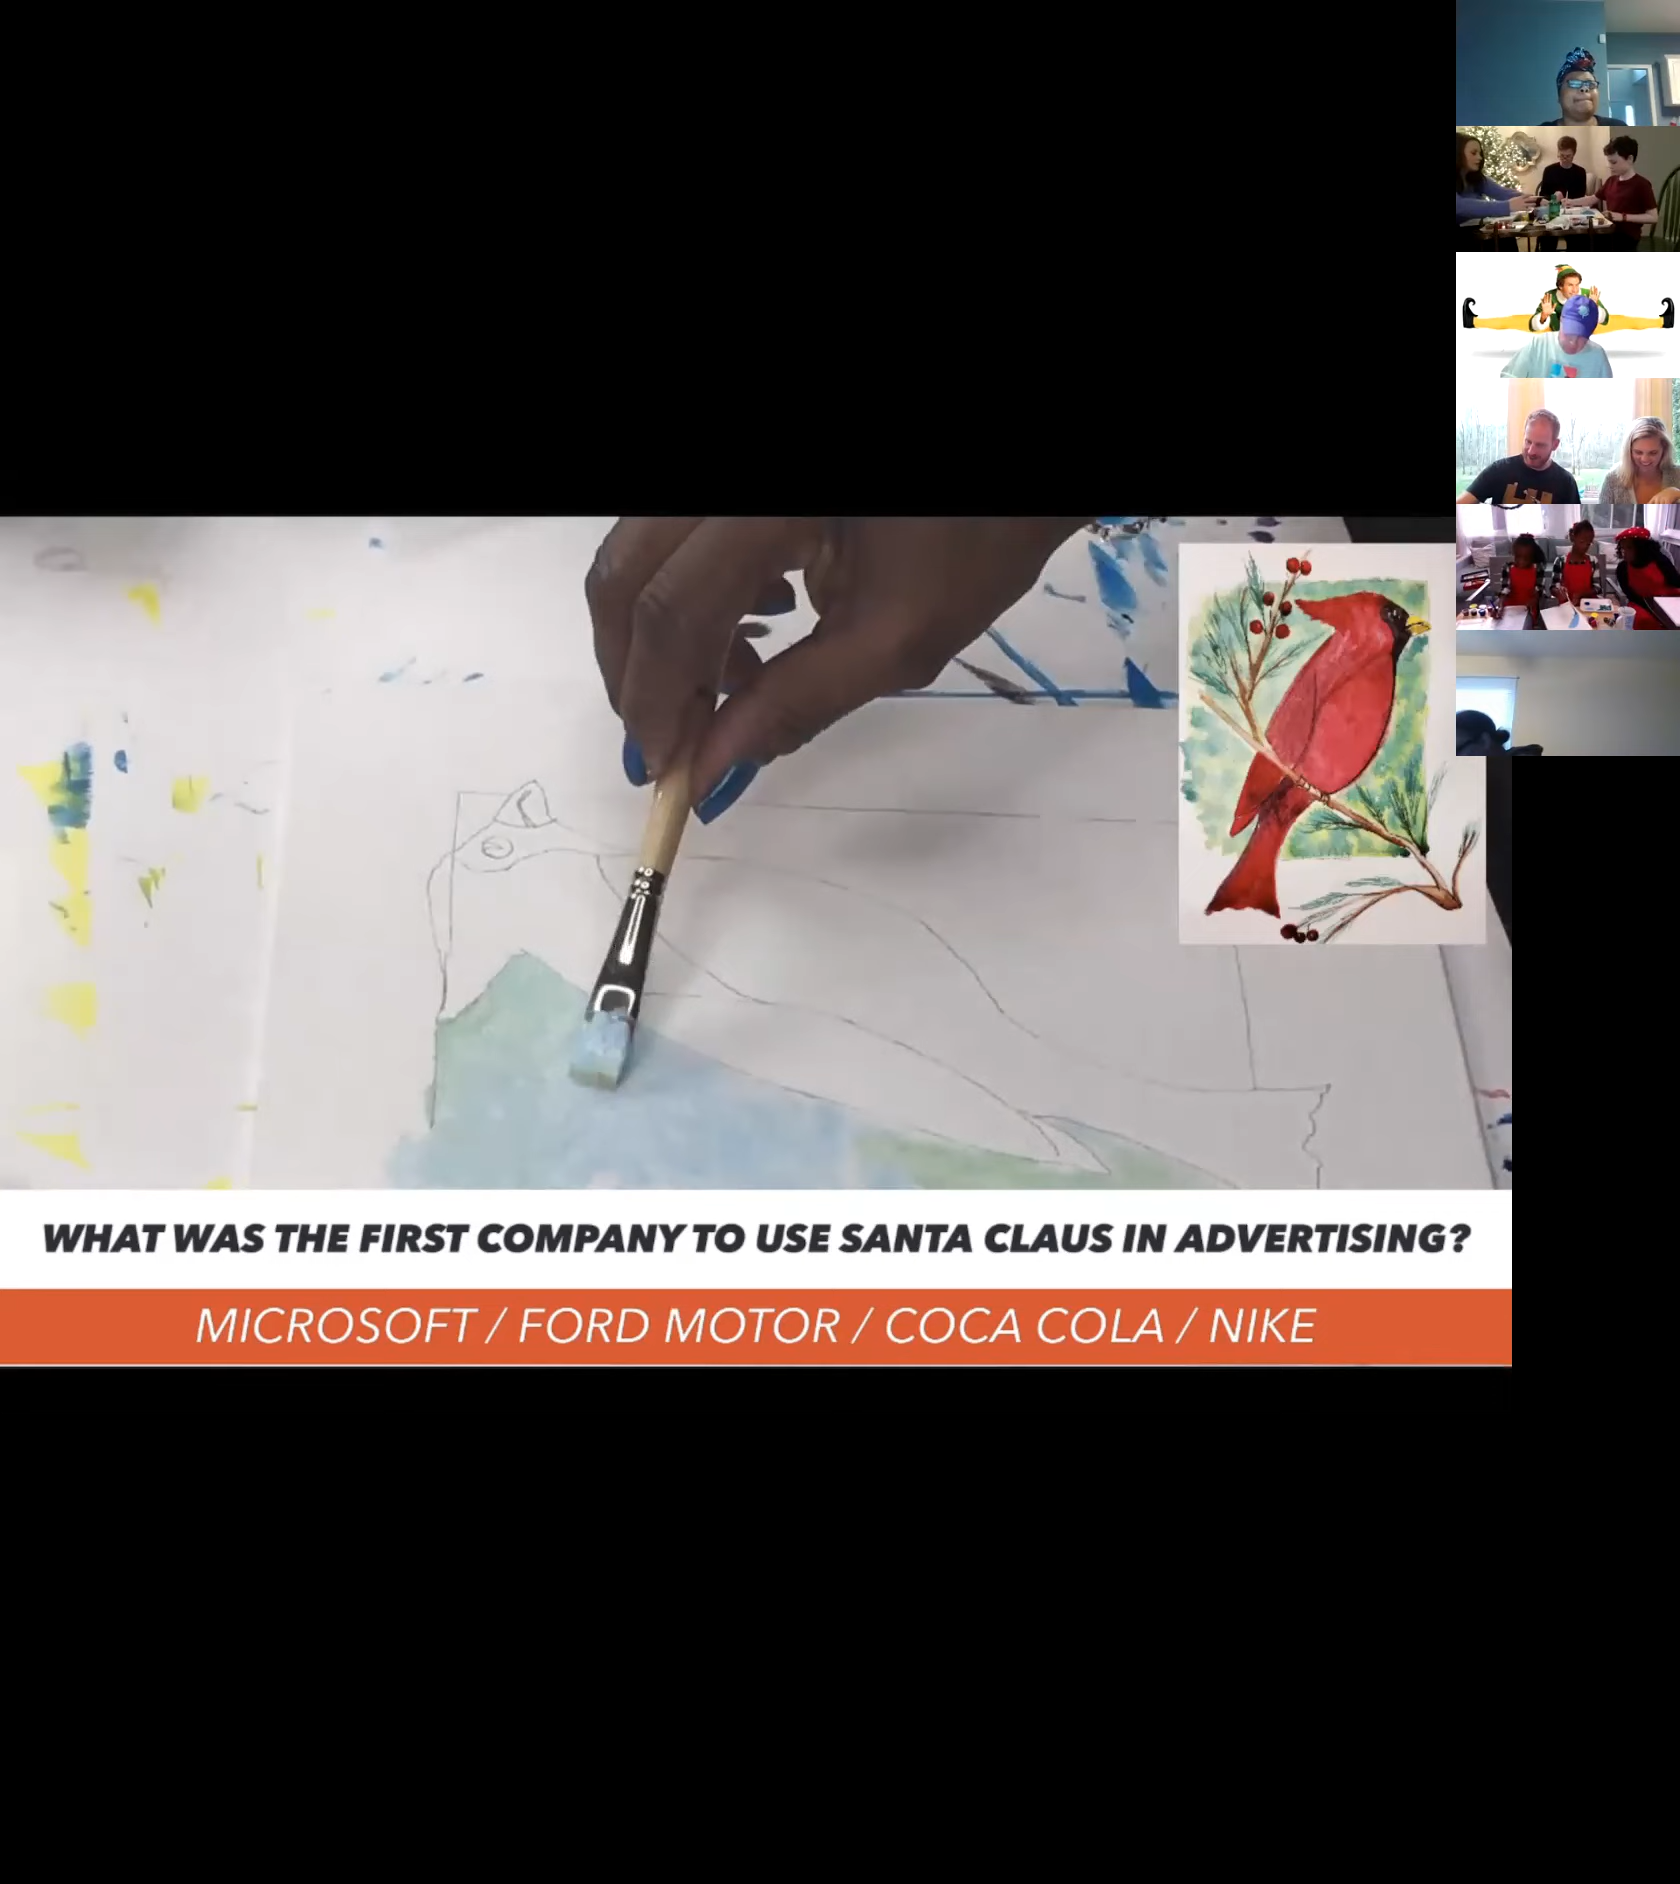 WHAT WAS THE FIRST COMPANY TO USE SANTA CLAUS IN ADVERTISING?
MICROSOFT / FORD MOTOR / COCA COLA / NIKE